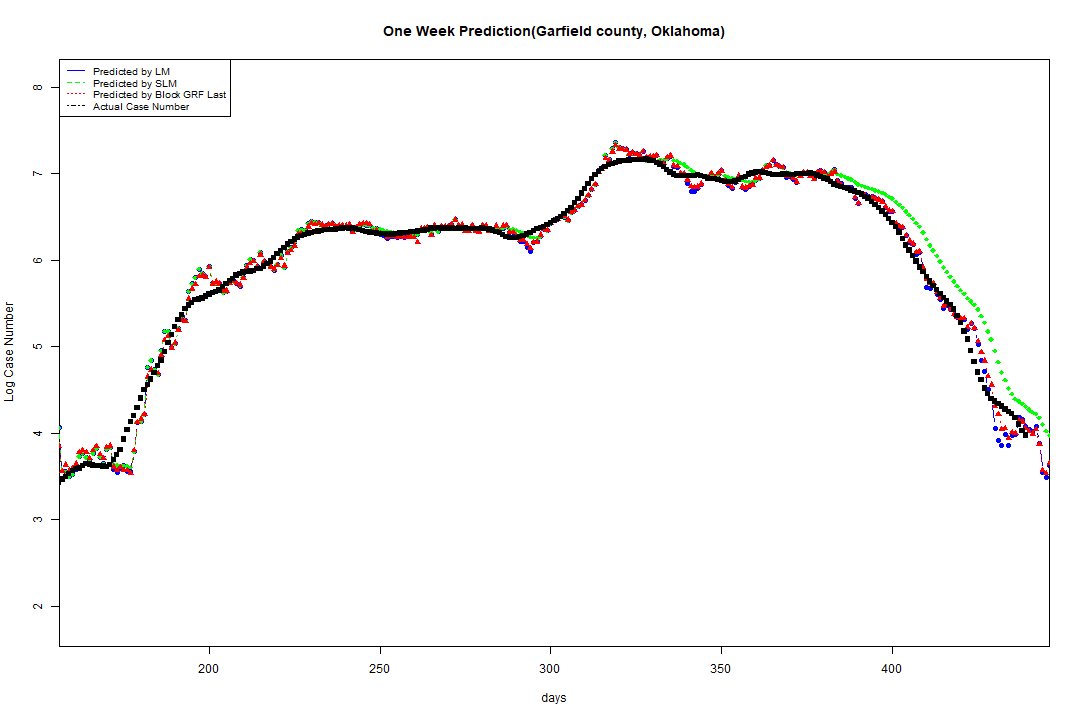 One Week Prediction(Garfield county, Oklahoma)
Predicted by LM
Predicted by SLM
Predicted by Block GRF Last
Actual Case Number
Log Case Number
8
7
6
5
4
3
2
200 250 300 350 400
days